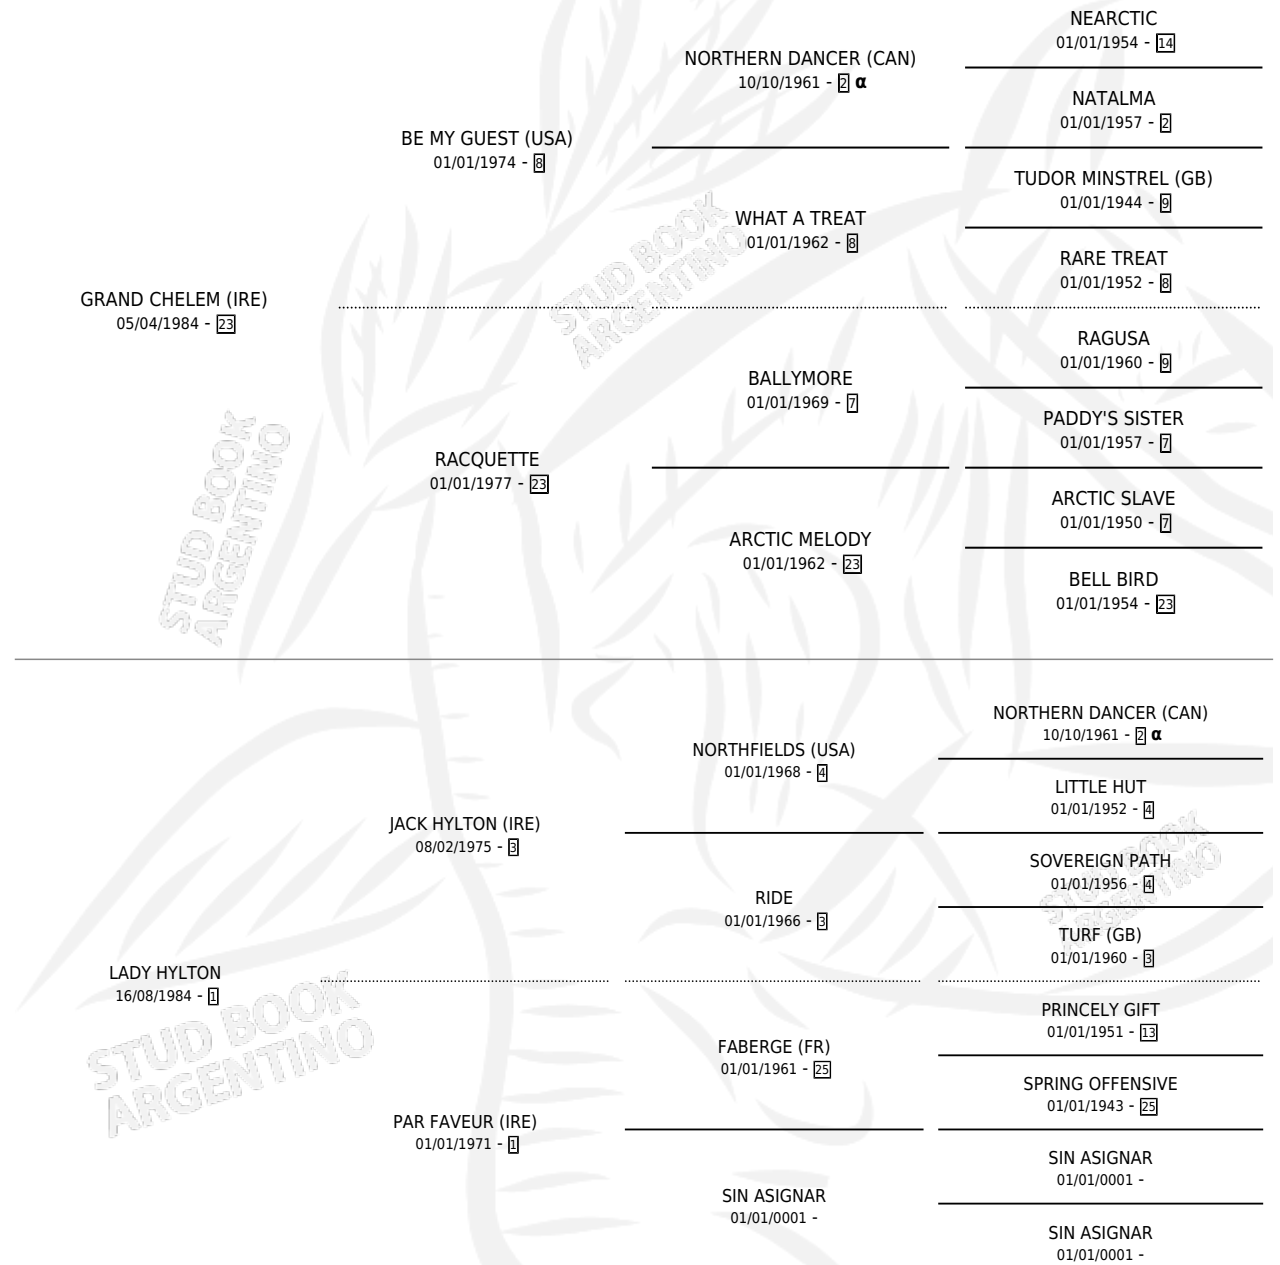 NEARCTIC
01/01/1954 - 14
NORTHERN DANCER (CAN)
10/10/1961 - 2 α
NATALMA
01/01/1957 - 2
BE MY GUEST (USA)
01/01/1974 - 8
TUDOR MINSTREL (GB)
01/01/1944 - 9
WHAT A TREAT
01/01/1962 - 8
RARE TREAT
01/01/1952 - 8
STUD BOOK
ARGENTINO
GRAND CHELEM (IRE)
05/04/1984 - 23
RAGUSA
01/01/1960 - 9
BALLYMORE
01/01/1969 - 7
PADDY'S SISTER
01/01/1957 - 7
RACQUETTE
01/01/1977 - 23
ARCTIC SLAVE
01/01/1950 - 7
STUD BOOK
ARGENTINO
ARCTIC MELODY
01/01/1962 - 23
BELL BIRD
01/01/1954 - 23
NORTHERN DANCER (CAN)
10/10/1961 - 2 α
NORTHFIELDS (USA)
01/01/1968 - 4
LITTLE HUT
01/01/1952 - 4
JACK HYLTON (IRE)
08/02/1975 - 3
SOVEREIGN PATH
01/01/1956 - 4
STUD BOOK
ARGENTINO
RIDE
01/01/1966 - 3
TURF (GB)
01/01/1960 - 3
LADY HYLTON
16/08/1984 - 1
PRINCELY GIFT
01/01/1951 - 13
STUD BOOK
ARGENTINO
FABERGE (FR)
01/01/1961 - 25
SPRING OFFENSIVE
01/01/1943 - 25
PAR FAVEUR (IRE)
01/01/1971 - 1
SIN ASIGNAR
01/01/0001 -
SIN ASIGNAR
01/01/0001 -
SIN ASIGNAR
01/01/0001 -